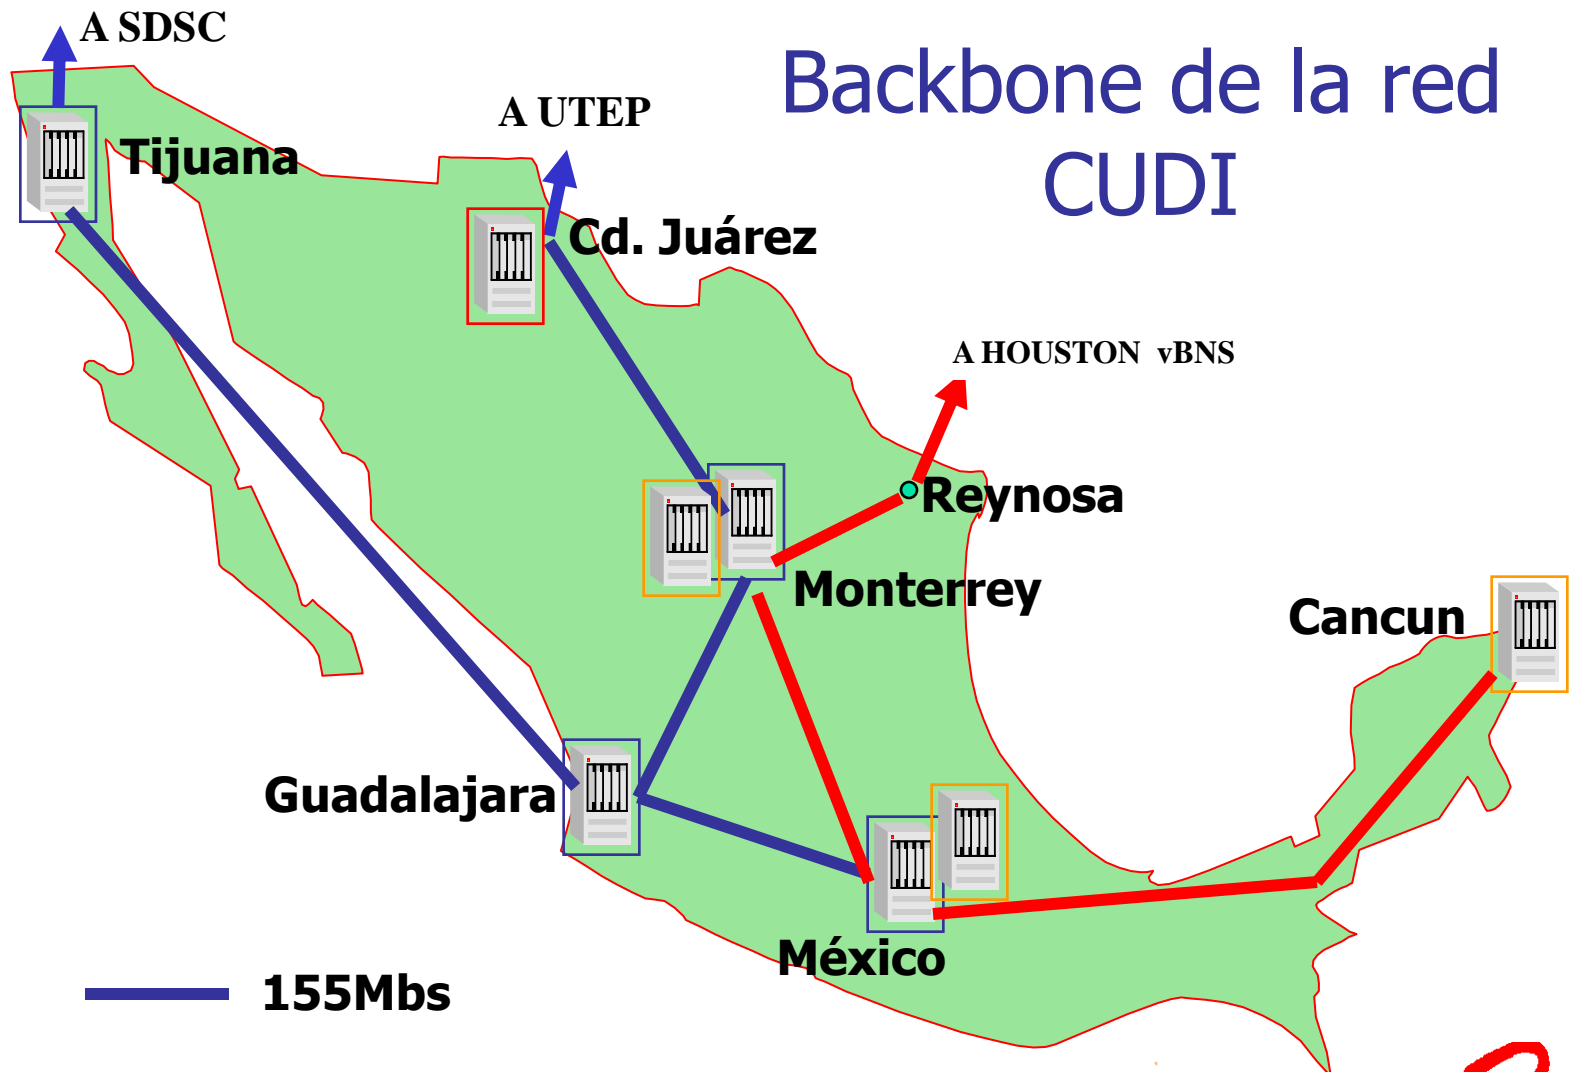 A SDSC
Backbone de la red
CUDI
A UTEP
Tijuana
Cd. Juárez
A HOUSTON vBNS
Reynosa
Monterrey
Cancun
Guadalajara
México
155Mbs